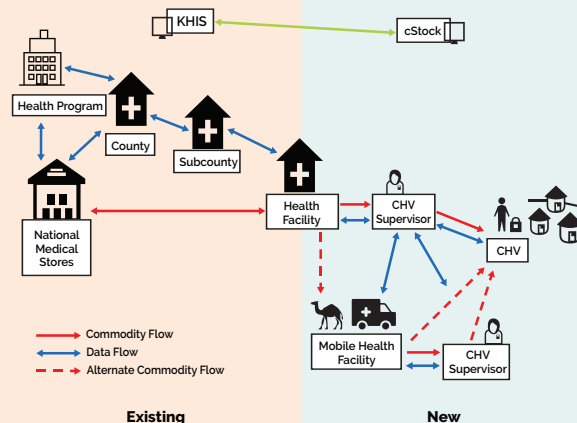 KHIS
cStock
Health Program
County
Subcounty
Health
Facility
CHV
Supervisor
National
Medical
Stores
CHV
Mobile Health
Facility
CHV
Supervisor
Commodity Flow
Data Flow
Alternate Commodity Flow
Existing
New